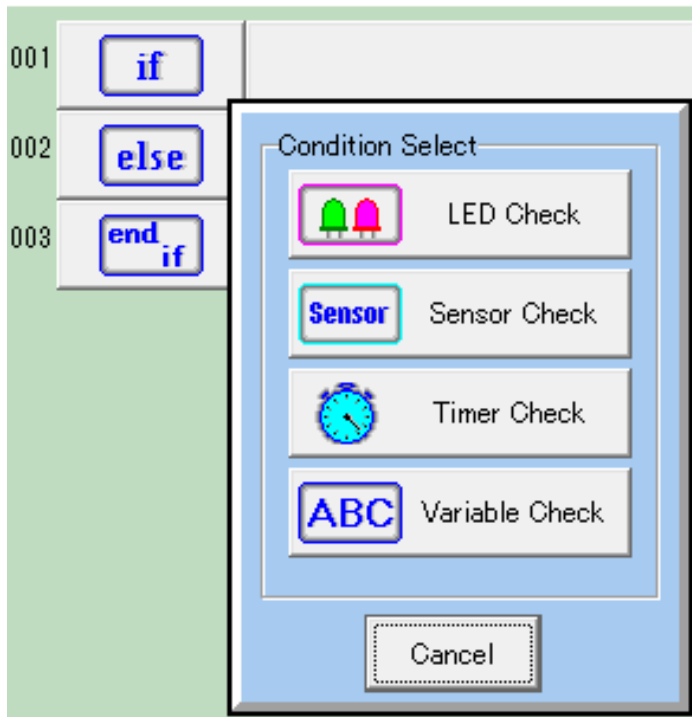 001 if
002 else
003 end if
Condition Select
LED Check
Sensor Sensor Check
Timer Check
ABC Variable Check
Cancel